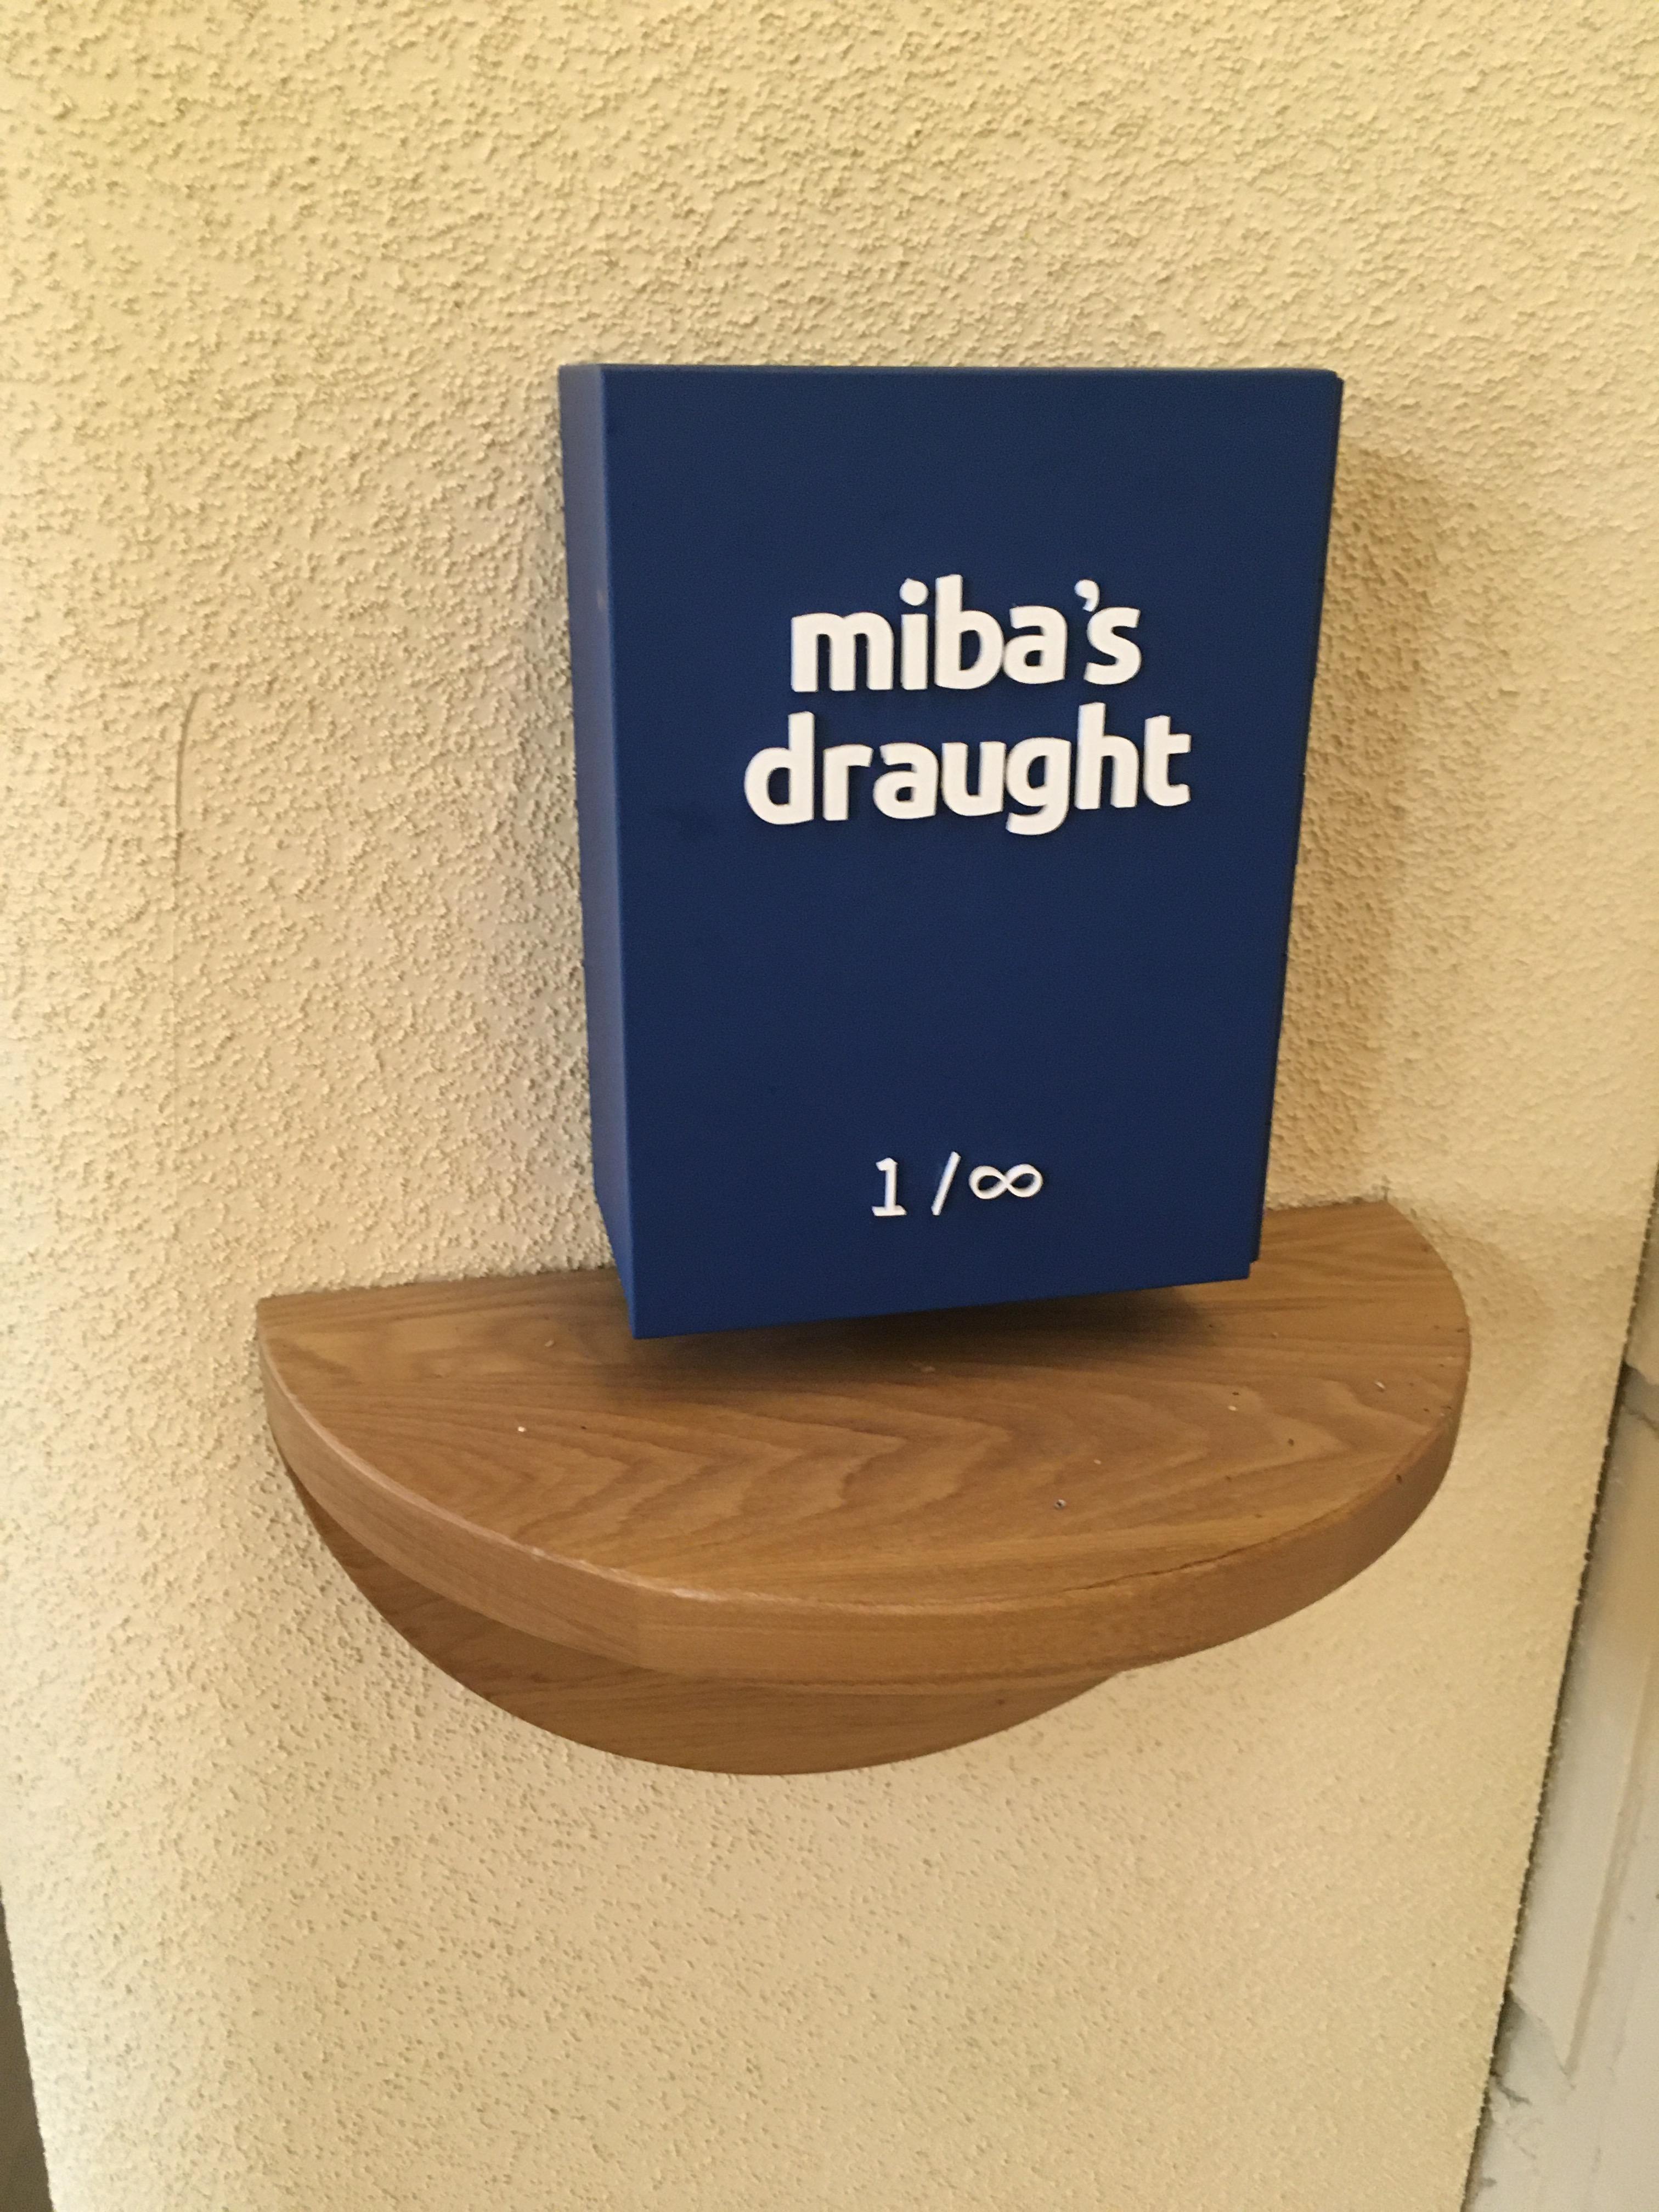 miba's
draught
1 /∞